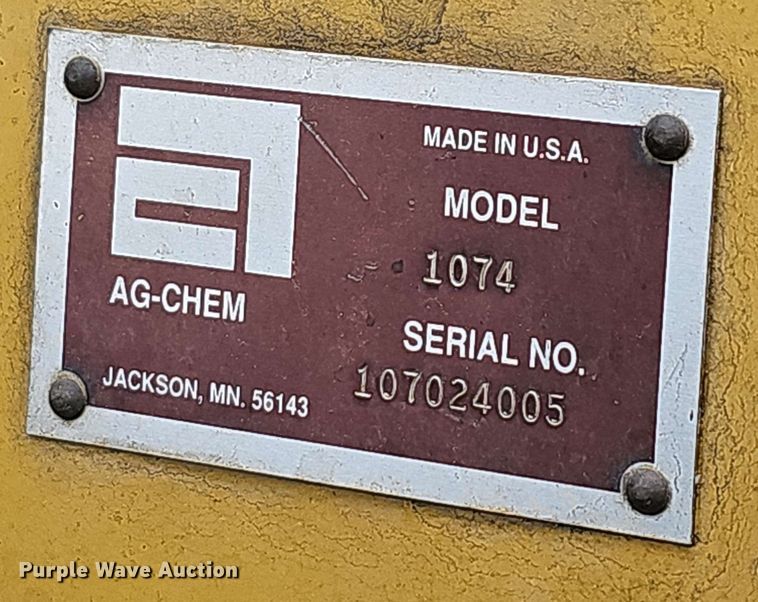 MADE IN U.S.A.
MODEL
1074
AG-CHEM
SERIAL NO.
107024005
JACKSON, MN. 56143
Purple Wave Auction